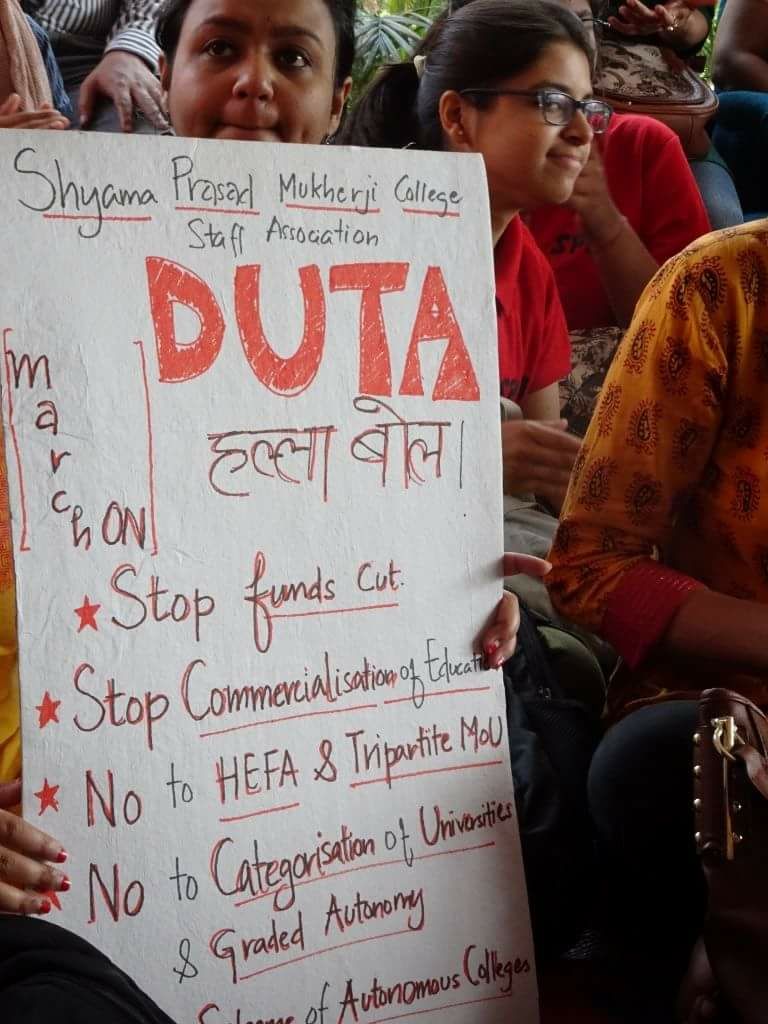 Shyama Prasad Mukherji College
Staff Association
DUTA
march ON
हल्ला बोल।
Stop funds cut.
Stop Commercialisation of Educatio
No to HEFA & Tripartite MoU
No to Categorisation of Universities
& Graded Autonomy
Scheme of Autonomous Colleges